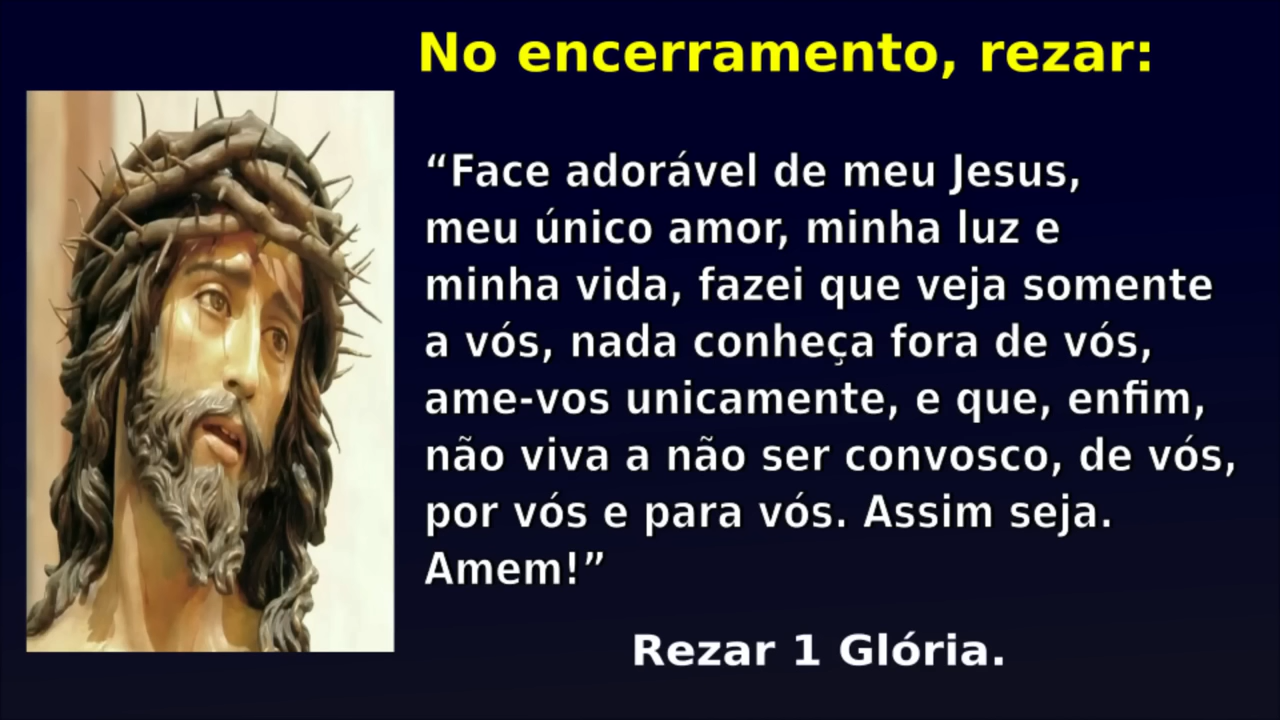 No encerramento, rezar:
“Face adorável de meu Jesus,
meu único amor, minha luz e
minha vida, fazei que veja somente
a vós, nada conheça fora de vós,
ame-vos unicamente, e que, enfim,
não viva a não ser convosco, de vós,
por vós e para vós. Assim seja.
Amem!”
Rezar 1 Glória.